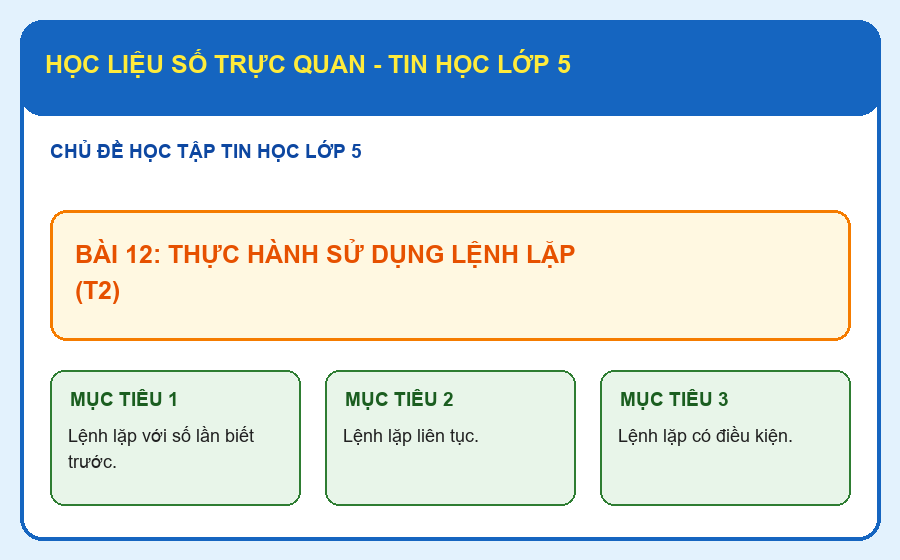 HỌC LIỆU SỐ TRỰC QUAN - TIN HỌC LỚP 5
CHỦ ĐỀ HỌC TẬP TIN HỌC LỚP 5
BÀI 12: THỰC HÀNH SỬ DỤNG LỆNH LẶP
(T2)
MỤC TIÊU 1
Lệnh lặp với số lần biết
trước.
MỤC TIÊU 2
Lệnh lặp liên tục.
MỤC TIÊU 3
Lệnh lặp có điều kiện.